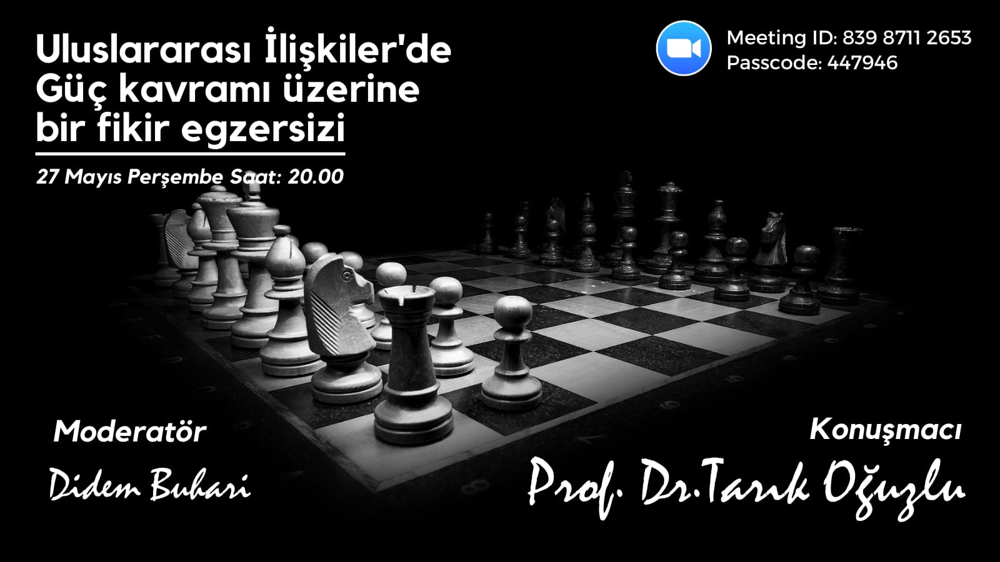 Uluslararası İlişkiler'de
Güç kavramı üzerine
bir fikir egzersizi
27 Mayıs Perşembe Saat: 20.00
Meeting ID: 839 8711 2653
Passcode: 447946
Moderatör
Didem Buhari
Konuşmacı
Prof. Dr.Tarık Oğuzlu